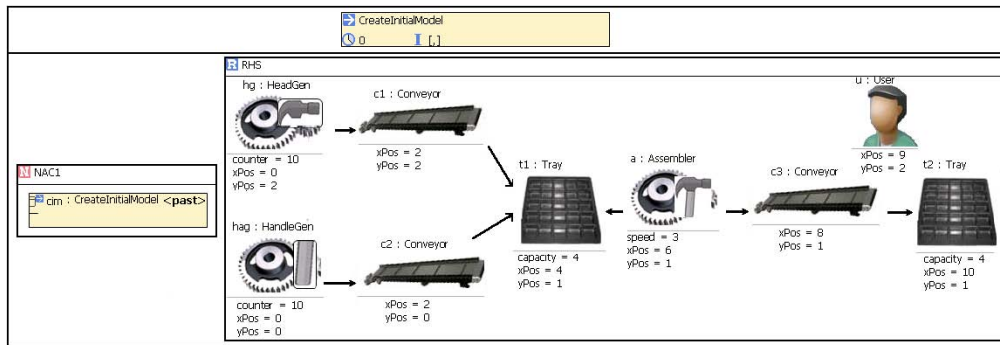 CreateInitialModel
0 [,]
R RHS
hg : HeadGen
counter = 10
xPos = 0
yPos = 2
c1 : Conveyor
xPos = 2
yPos = 2
u : User
xPos = 9
yPos = 2
N NAC1
cim : CreateInitialModel <past>
hag : HandleGen
counter = 10
xPos = 0
yPos = 0
c2 : Conveyor
xPos = 2
yPos = 0
t1 : Tray
capacity = 4
xPos = 4
yPos = 1
a : Assembler
speed = 3
xPos = 6
yPos = 1
c3 : Conveyor
xPos = 8
yPos = 1
t2 : Tray
capacity = 4
xPos = 10
yPos = 1